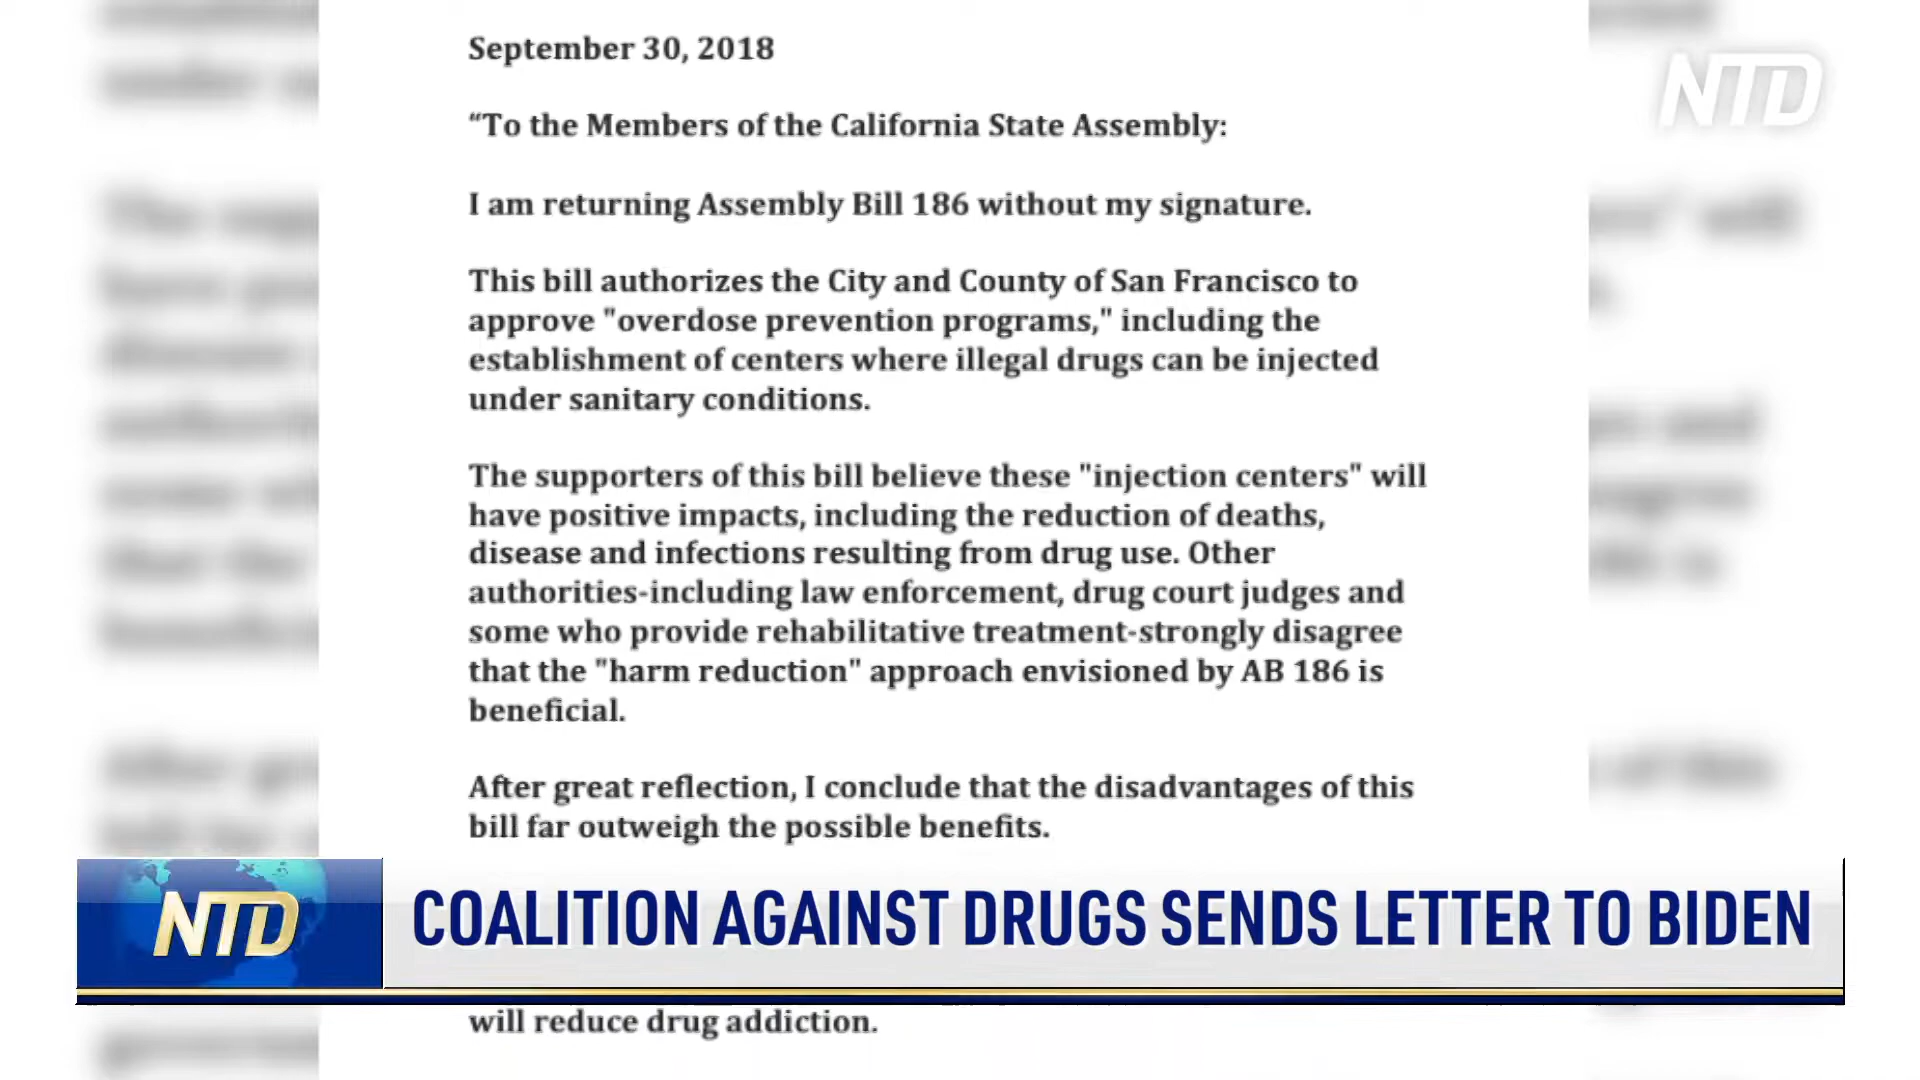 September 30, 2018
NTD
“To the Members of the California State Assembly:
I am returning Assembly Bill 186 without my signature.
This bill authorizes the City and County of San Francisco to
approve "overdose prevention programs," including the
establishment of centers where illegal drugs can be injected
under sanitary conditions.
The supporters of this bill believe these "injection centers" will
have positive impacts, including the reduction of deaths,
disease and infections resulting from drug use. Other
authorities-including law enforcement, drug court judges and
some who provide rehabilitative treatment-strongly disagree
that the "harm reduction" approach envisioned by AB 186 is
beneficial.
After great reflection, I conclude that the disadvantages of this
bill far outweigh the possible benefits.
NTD
COALITION AGAINST DRUGS SENDS LETTER TO BIDEN
will reduce drug addiction.